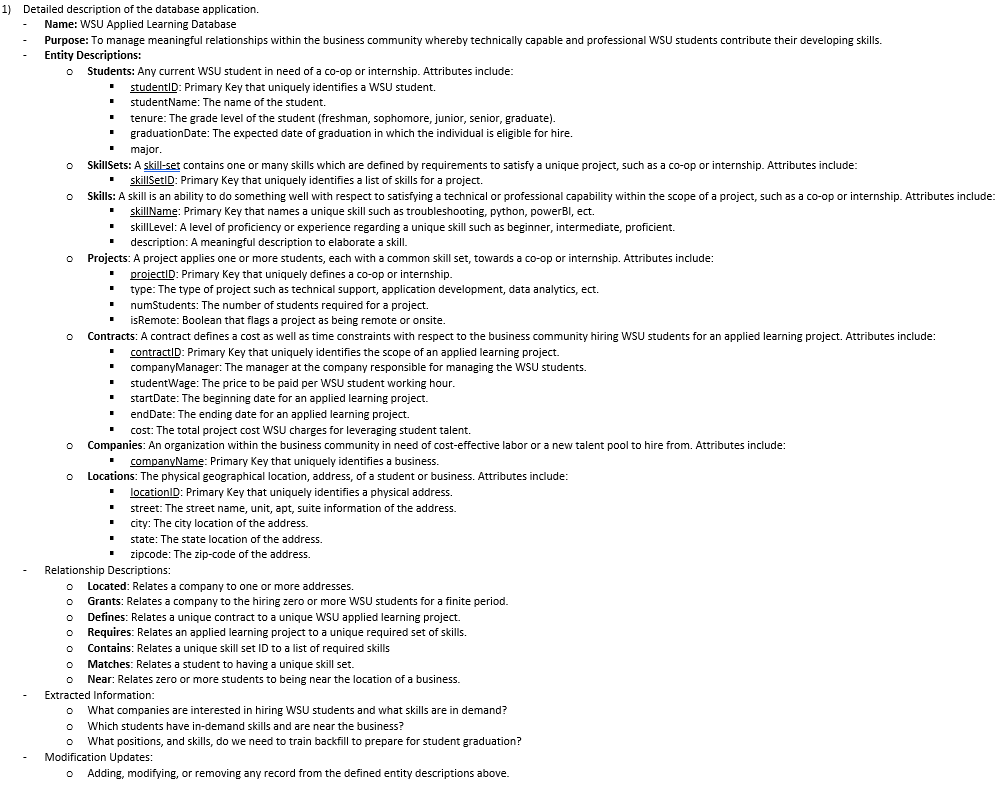 1) Detailed description of the database application.
- Name: WSU Applied Learning Database
- Purpose: To manage meaningful relationships within the business community whereby technically capable and professional WSU students contribute their developing skills.
- Entity Descriptions:
o Students: Any current WSU student in need of a co-op or internship. Attributes include:
▪ studentID: Primary Key that uniquely identifies a WSU student.
▪ studentName: The name of the student.
▪ tenure: The grade level of the student (freshman, sophomore, junior, senior, graduate).
▪ graduationDate: The expected date of graduation in which the individual is eligible for hire.
▪ major.
o SkillSets: A skill-set contains one or many skills which are defined by requirements to satisfy a unique project, such as a co-op or internship. Attributes include:
▪ skillSetID: Primary Key that uniquely identifies a list of skills for a project.
o Skills: A skill is an ability to do something well with respect to satisfying a technical or professional capability within the scope of a project, such as a co-op or internship. Attributes include:
▪ skillName: Primary Key that names a unique skill such as troubleshooting, python, powerBI, ect.
▪ skillLevel: A level of proficiency or experience regarding a unique skill such as beginner, intermediate, proficient.
▪ description: A meaningful description to elaborate a skill.
o Projects: A project applies one or more students, each with a common skill set, towards a co-op or internship. Attributes include:
▪ projectID: Primary Key that uniquely defines a co-op or internship.
▪ type: The type of project such as technical support, application development, data analytics, ect.
▪ numStudents: The number of students required for a project.
▪ isRemote: Boolean that flags a project as being remote or onsite.
o Contracts: A contract defines a cost as well as time constraints with respect to the business community hiring WSU students for an applied learning project. Attributes include:
▪ contractID: Primary Key that uniquely identifies the scope of an applied learning project.
▪ companyManager: The manager at the company responsible for managing the WSU students.
▪ studentWage: The price to be paid per WSU student working hour.
▪ startDate: The beginning date for an applied learning project.
▪ endDate: The ending date for an applied learning project.
▪ cost: The total project cost WSU charges for leveraging student talent.
o Companies: An organization within the business community in need of cost-effective labor or a new talent pool to hire from. Attributes include:
▪ companyName: Primary Key that uniquely identifies a business.
o Locations: The physical geographical location, address, of a student or business. Attributes include:
▪ locationID: Primary Key that uniquely identifies a physical address.
▪ street: The street name, unit, apt, suite information of the address.
▪ city: The city location of the address.
▪ state: The state location of the address.
▪ zipcode: The zip-code of the address.
- Relationship Descriptions:
o Located: Relates a company to one or more addresses.
o Grants: Relates a company to the hiring zero or more WSU students for a finite period.
o Defines: Relates a unique contract to a unique WSU applied learning project.
o Requires: Relates an applied learning project to a unique required set of skills.
o Contains: Relates a unique skill set ID to a list of required skills
o Matches: Relates a student to having a unique skill set.
o Near: Relates zero or more students to being near the location of a business.
- Extracted Information:
o What companies are interested in hiring WSU students and what skills are in demand?
o Which students have in-demand skills and are near the business?
o What positions, and skills, do we need to train backfill to prepare for student graduation?
- Modification Updates:
o Adding, modifying, or removing any record from the defined entity descriptions above.